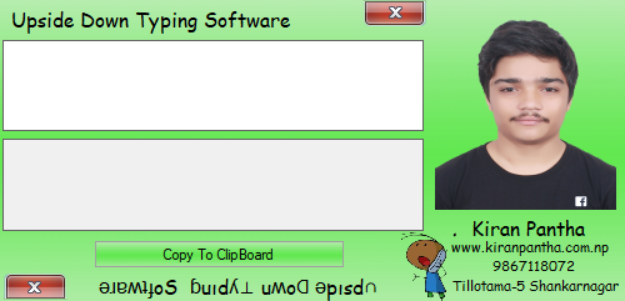 Upside Down Typing Software
x
Copy To ClipBoard
x
ǝɹɐʍʇɟoS ƃuıdʎ⊥ uʍoᗡ ǝpısdn
. Kiran Pantha
www.kiranpantha.com.np
9867118072
Tillotama-5 Shankarnagar